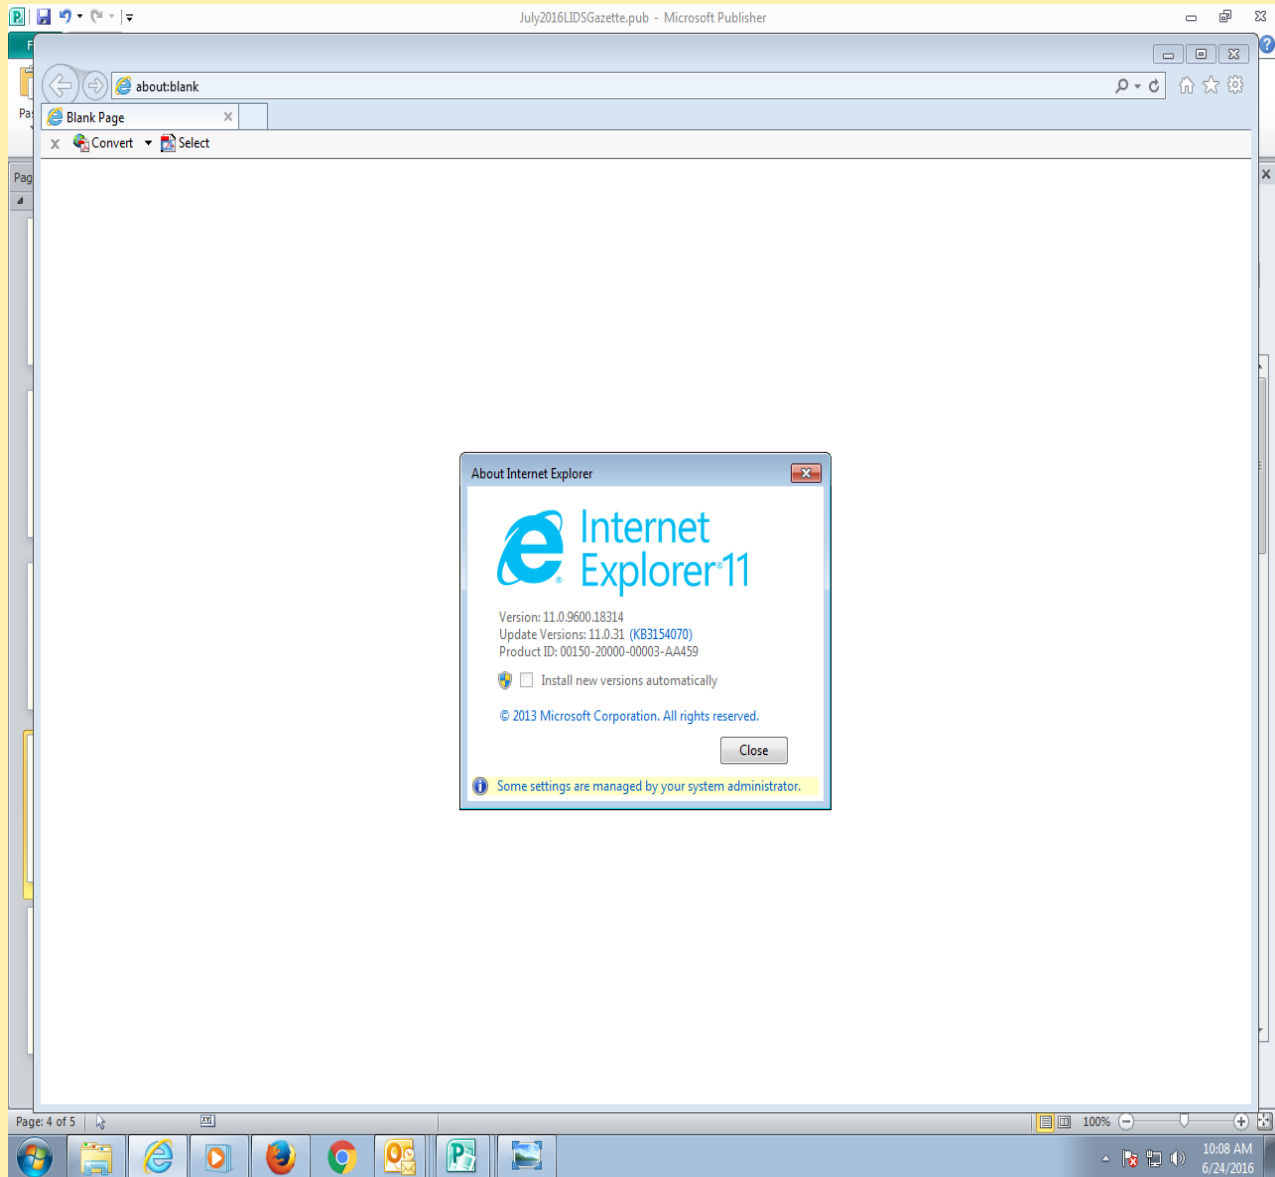 July2016LIDSGazette.pub - Microsoft Publisher
F
about:blank
Pas
Blank Page
x Convert Select
Pag
About Internet Explorer
Internet
Explorer®11
Version: 11.0.9600.18314
Update Versions: 11.0.31 (KB3154070)
Product ID: 00150-20000-00003-AA459
Install new versions automatically
© 2013 Microsoft Corporation. All rights reserved.
Close
Some settings are managed by your system administrator.
Page: 4 of 5
100%
10:08 AM
6/24/2016